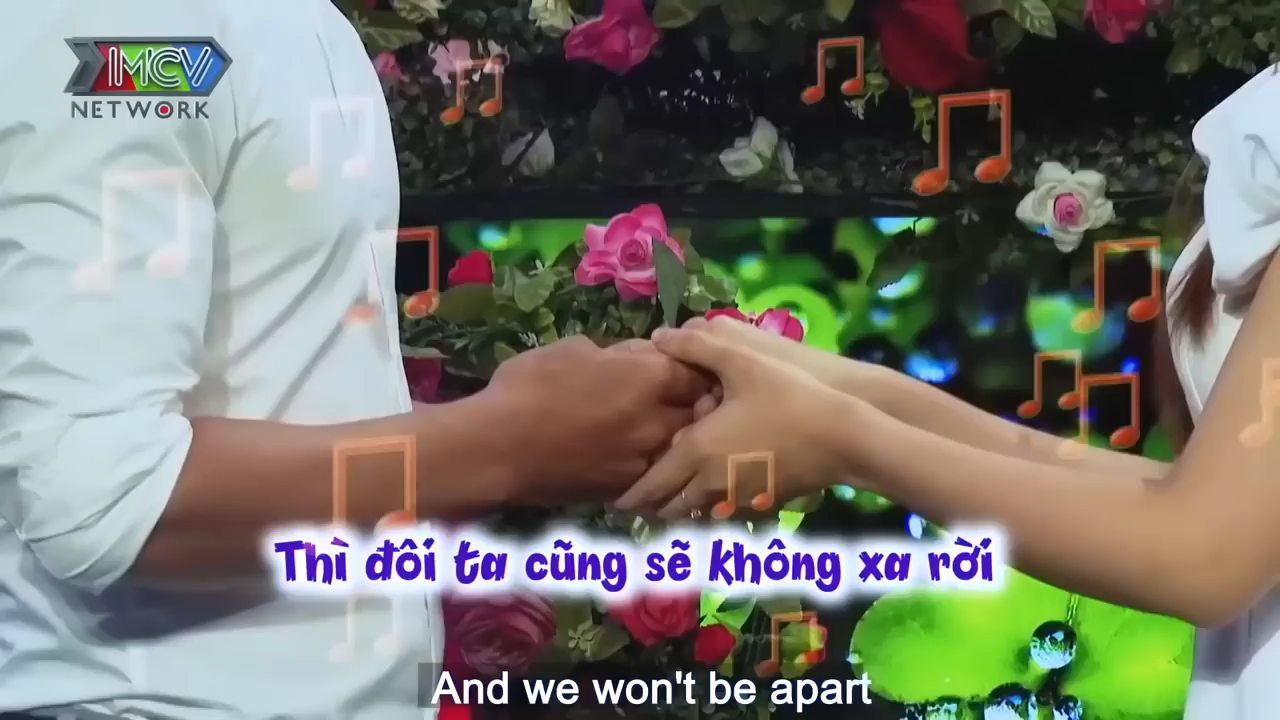 MCV
NETWORK
Thì đôi ta cũng sẽ không xa rời
And we won't be apart